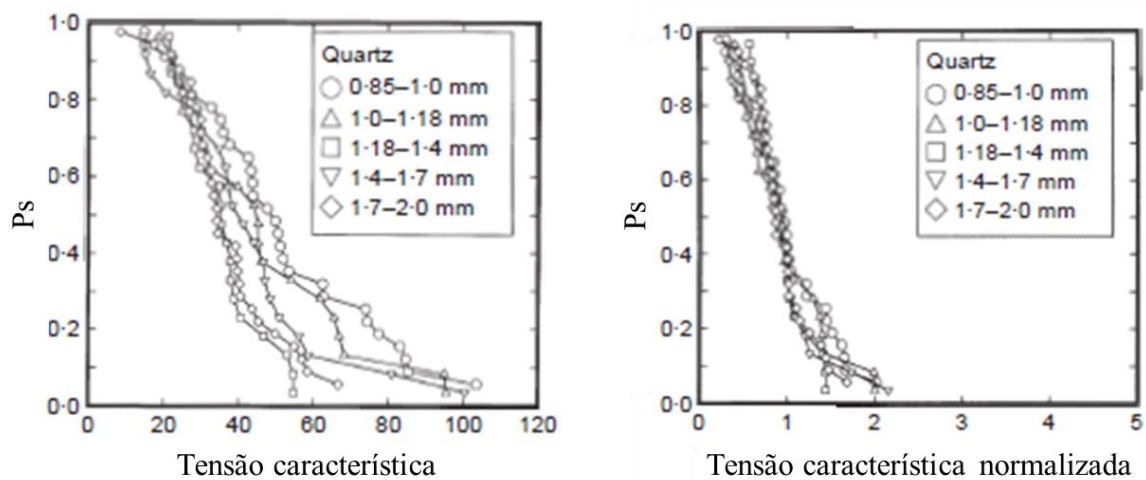 1·0
0·8
0·6
0·4
0·2
0·0
Ps
Quartz
0·85–1·0 mm
1·0–1·18 mm
1·18–1·4 mm
1·4–1·7 mm
1·7–2·0 mm
0 20 40 60 80 100 120
Tensão característica
1·0
0·8
0·6
0·4
0·2
0·0
Ps
Quartz
0·85–1·0 mm
1·0–1·18 mm
1·18–1·4 mm
1·4–1·7 mm
1·7–2·0 mm
0 1 2 3 4 5
Tensão característica normalizada